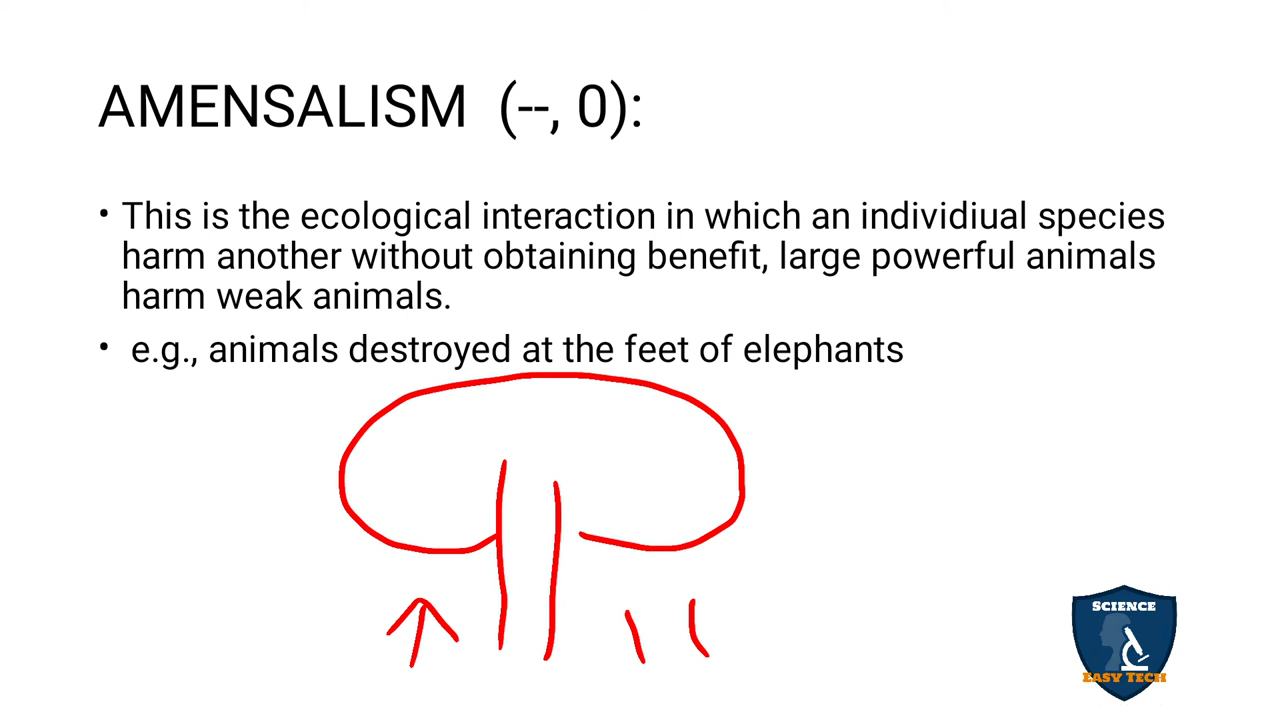 AMENSALISM (--, 0):
• This is the ecological interaction in which an individiual species
harm another without obtaining benefit, large powerful animals
harm weak animals.
• e.g., animals destroyed at the feet of elephants
SCIENCE
EASY TECH